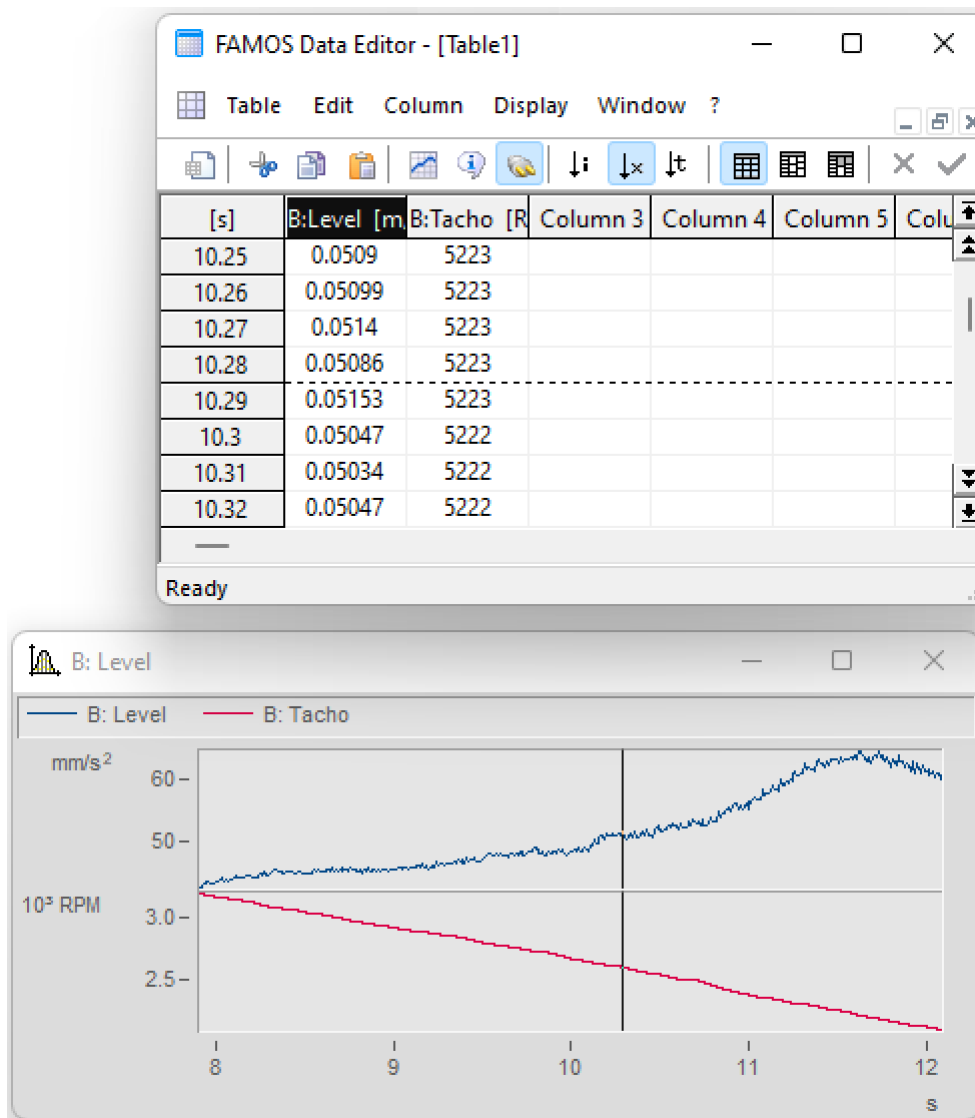 FAMOS Data Editor - [Table1]
Table Edit Column Display Window ?
i x t
[s] B:Level [m, B:Tacho [R Column 3 Column 4 Column 5 Colu
10.25 0.0509 5223
10.26 0.05099 5223
10.27 0.0514 5223
10.28 0.05086 5223
10.29 0.05153 5223
10.3 0.05047 5222
10.31 0.05034 5222
10.32 0.05047 5222
Ready
B: Level
B: Level B: Tacho
mm/s²
60
50
10³ RPM
3.0
2.5
8 9 10 11 12
s